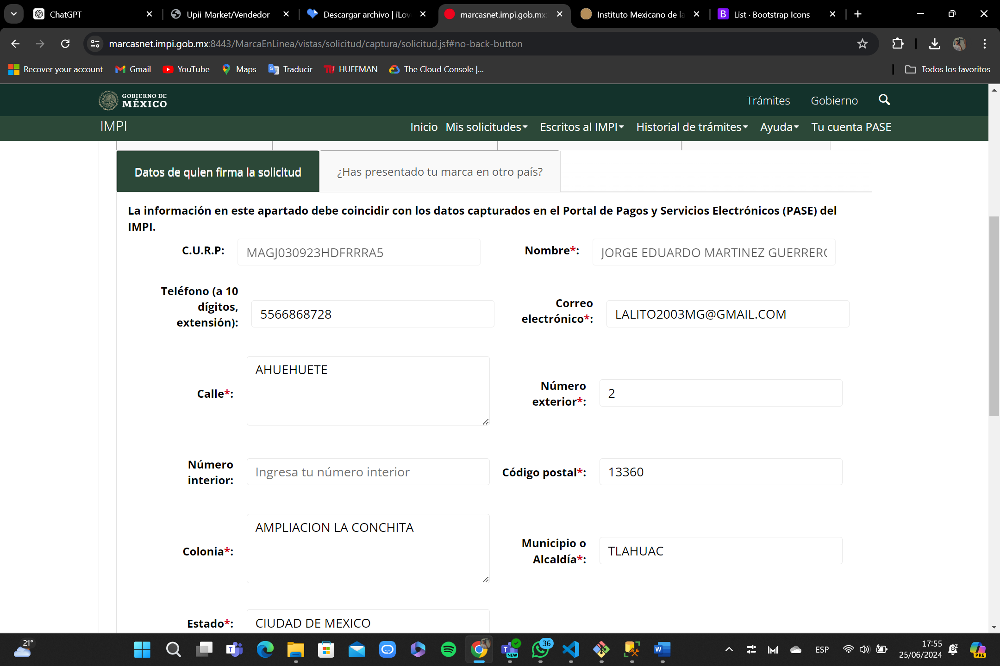 ChatGPT
Upii-Market/Vendedor
Descargar archivo | iLov
marcasnet.impi.gob.mx:
Instituto Mexicano de la
List · Bootstrap Icons
marcasnet.impi.gob.mx:8443/MarcaEnLinea/vistas/solicitud/captura/solicitud.jsf#no-back-button
Recover your account
Gmail
YouTube
Maps
Traducir
HUFFMAN
The Cloud Console |...
Todos los favoritos
GOBIERNO DE
MÉXICO
Trámites
Gobierno
IMPI
Inicio
Mis solicitudes
Escritos al IMPI
Historial de trámites
Ayuda
Tu cuenta PASE
Datos de quien firma la solicitud
¿Has presentado tu marca en otro país?
La información en este apartado debe coincidir con los datos capturados en el Portal de Pagos y Servicios Electrónicos (PASE) del
IMPI.
C.U.R.P:
MAGJ030923HDFRRRA5
Nombre*:
JORGE EDUARDO MARTINEZ GUERRERO
Teléfono (a 10
dígitos,
extensión):
5566868728
Correo
electrónico*:
LALITO2003MG@GMAIL.COM
Calle*:
AHUEHUETE
Número
exterior*:
2
Número
interior:
Ingresa tu número interior
Código postal*:
13360
Colonia*:
AMPLIACION LA CONCHITA
Municipio o
Alcaldía*:
TLAHUAC
Estado*:
CIUDAD DE MEXICO
21°
NEW
36
ESP
17:55
25/06/2024
PRE